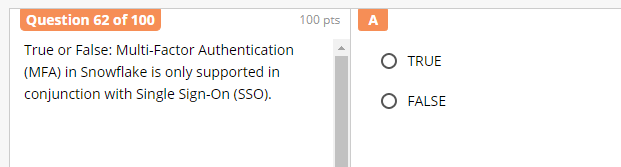 Question 62 of 100
100 pts
A
True or False: Multi-Factor Authentication
(MFA) in Snowflake is only supported in
conjunction with Single Sign-On (SSO).
TRUE
FALSE